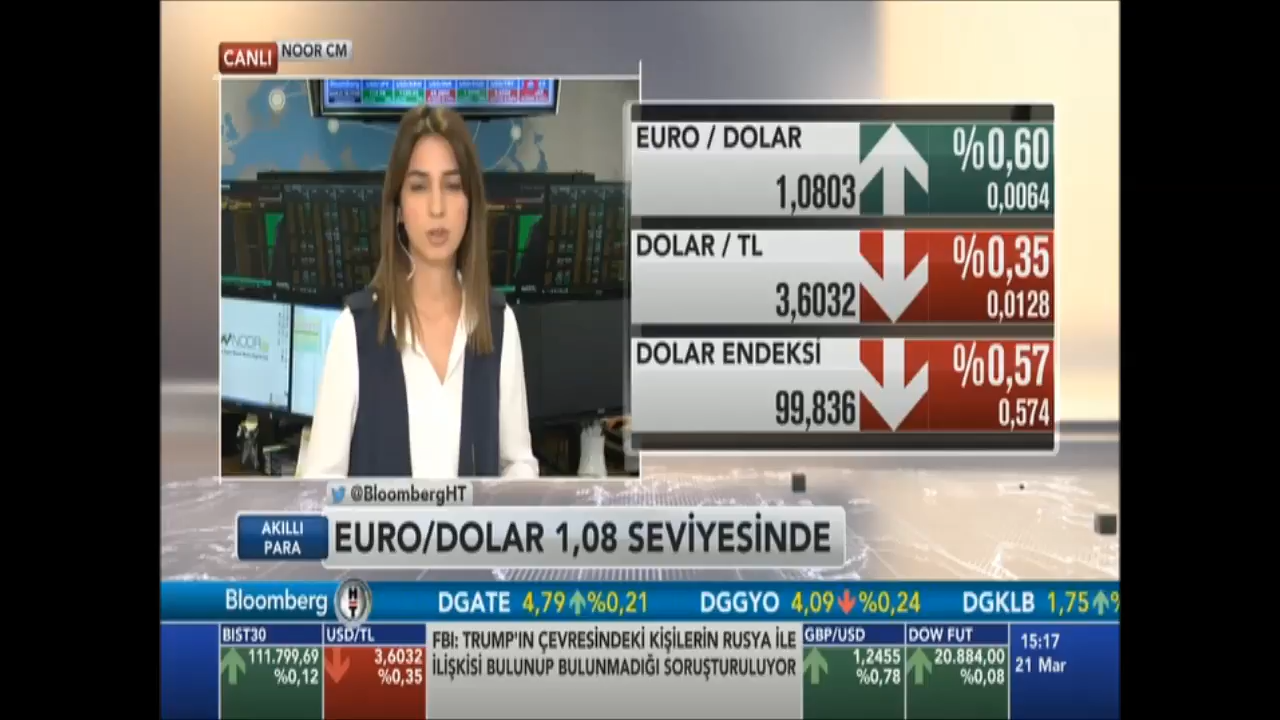 CANLI
NOOR CM
EURO / DOLAR
1,0803
%0,60
0,0064
DOLAR / TL
3,6032
%0,35
0,0128
DOLAR ENDEKSİ
99,836
%0,57
0,574
NOOR
@BloombergHT
AKILLI
PARA
EURO/DOLAR 1,08 SEVİYESİNDE
Bloomberg HT
DGATE 4,79 %0,21 DGGYO 4,09 %0,24 DGKLB 1,75 %
BIST30
111.799,69
%0,12
USD/TL
3,6032
%0,35
FBI: TRUMP'IN ÇEVRESİNDEKİ KİŞİLERİN RUSYA İLE
İLİŞKİSİ BULUNUP BULUNMADIĞI SORUŞTURULUYOR
GBP/USD
1,2455
%0,78
DOW FUT
20.884,00
%0,08
15:17
21 Mar